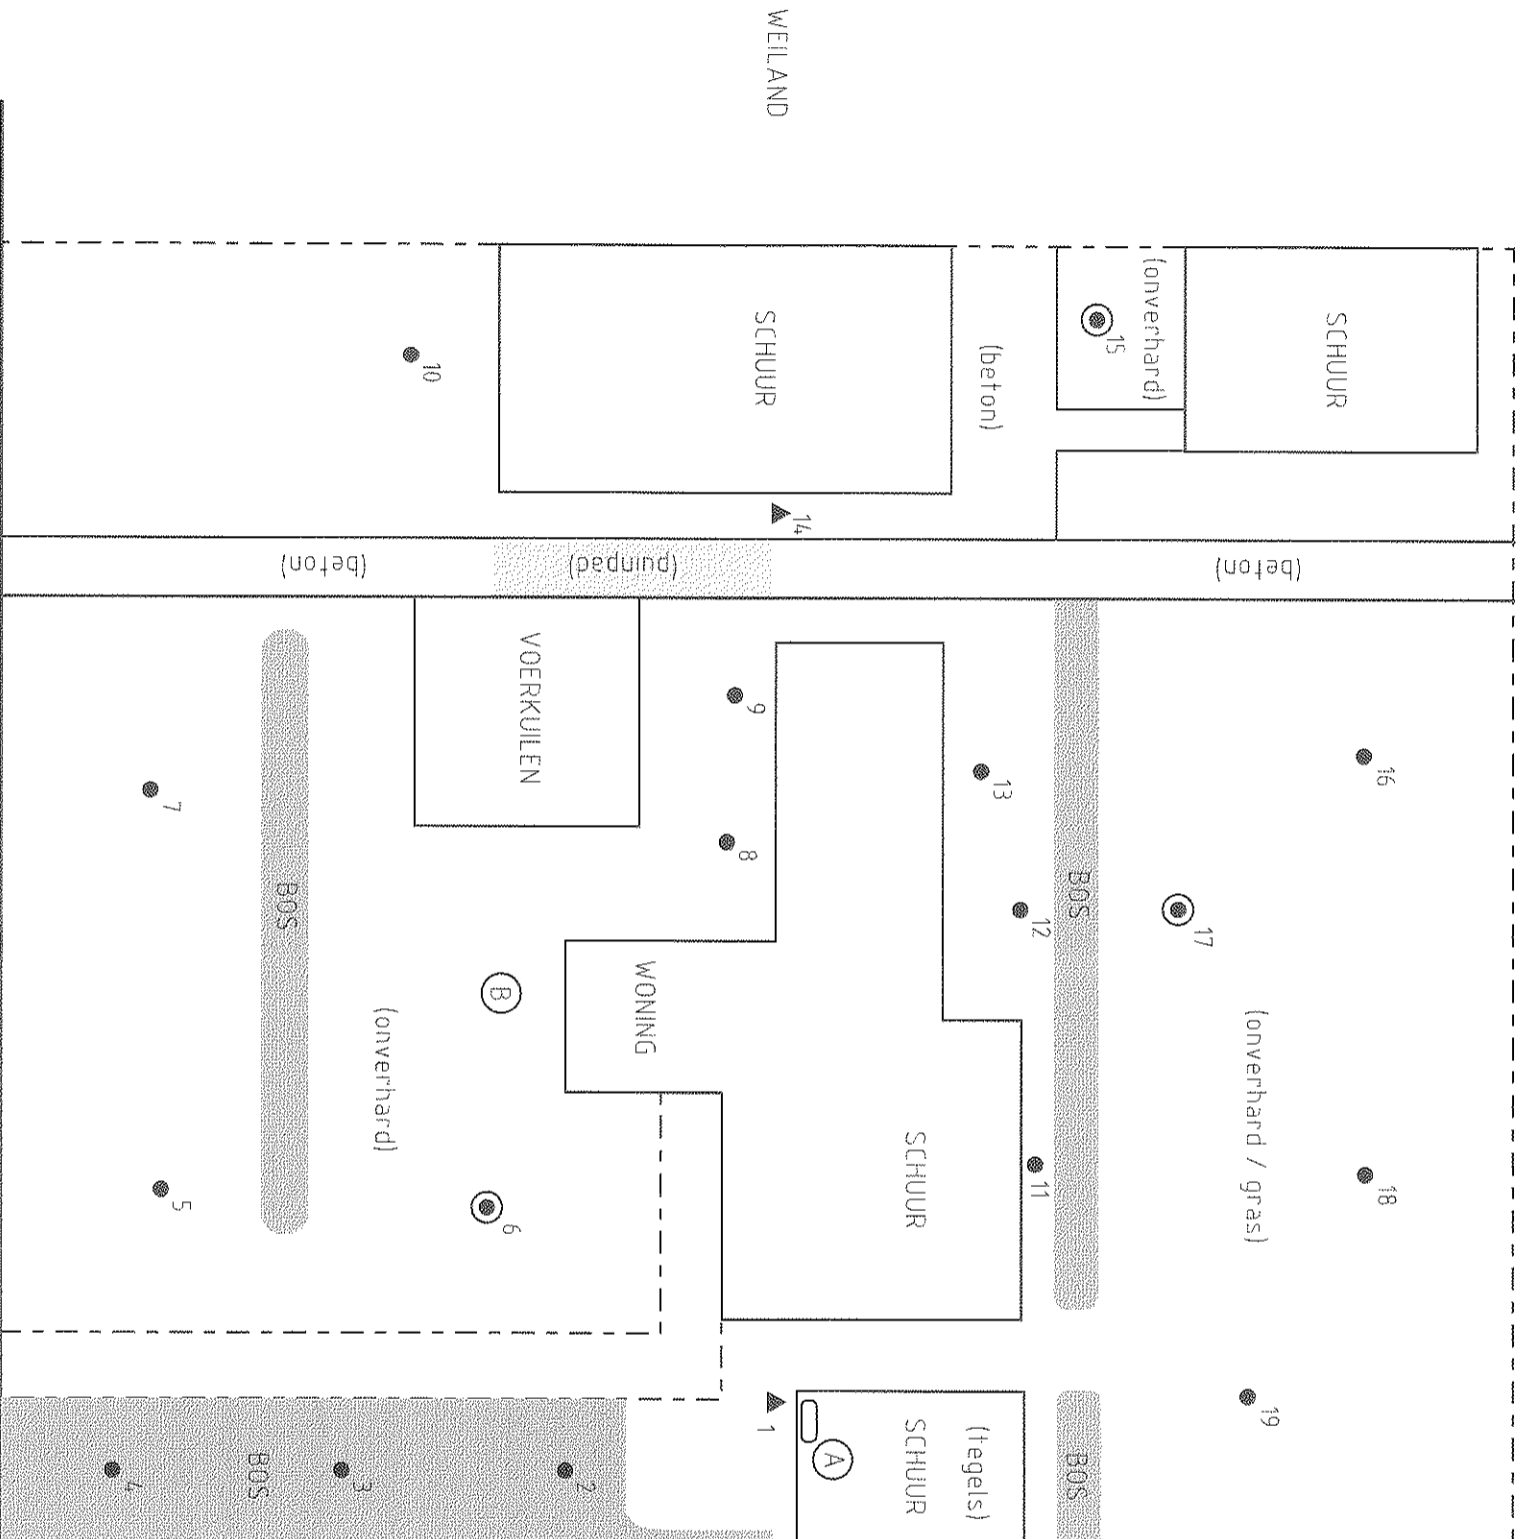 WEILAND
SCHUUR
(onverhard)
15
SCHUUR
(beton)
10
14
(beton)
(puinpad)
(beton)
VOERKUILEN
9
13
16
7
8
BOS
BOS
12
17
B
WONING
(onverhard)
(onverhard / gras)
SCHUUR
11
18
5
6
1
19
A
(tegels)
SCHUUR
BOS
BOS
4
3
2